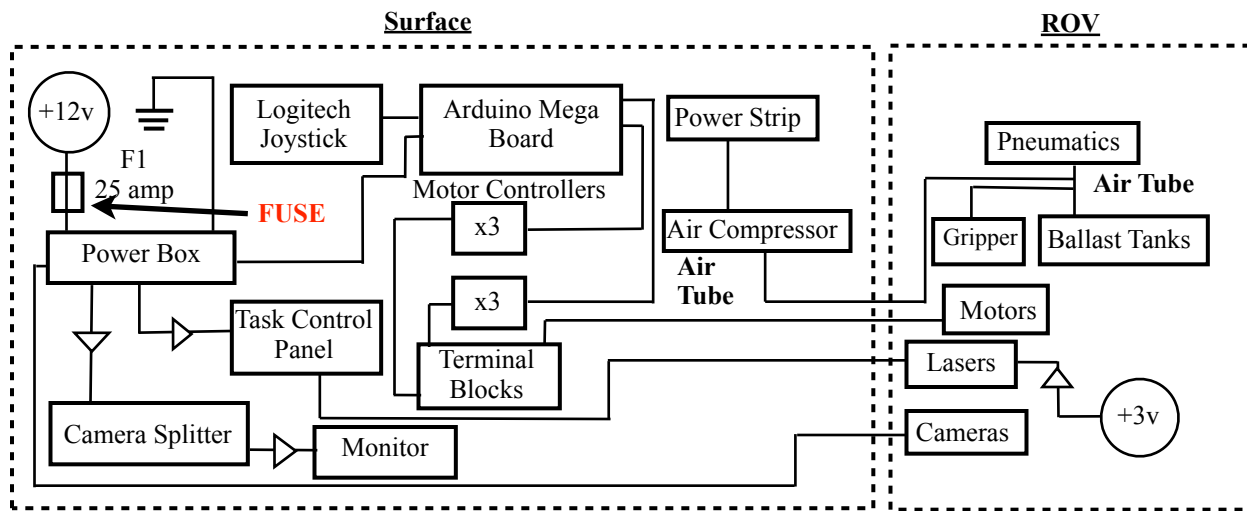 Surface
ROV
+12v
F1
25 amp
FUSE
Power Box
Logitech
Joystick
Arduino Mega
Board
Motor Controllers
x3
x3
Terminal
Blocks
Task Control
Panel
Camera Splitter
Monitor
Power Strip
Air Compressor
Air
Tube
Pneumatics
Air Tube
Gripper
Ballast Tanks
Motors
Lasers
+3v
Cameras